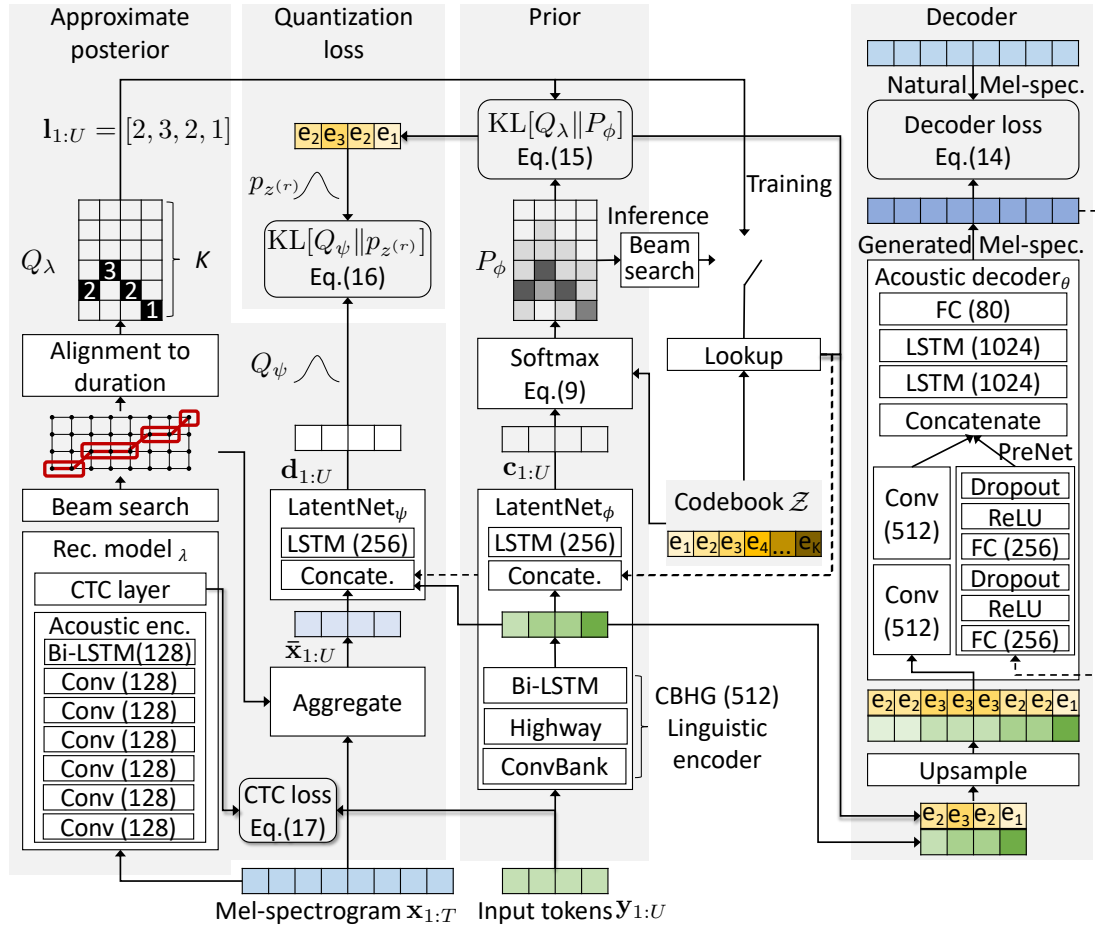 Approximate
posterior
l₁:U = [2, 3, 2, 1]
Qλ
3
2 2
1
K
Alignment to
duration
Beam search
Rec. model λ
CTC layer
Acoustic enc.
Bi-LSTM(128)
Conv (128)
Conv (128)
Conv (128)
Conv (128)
Conv (128)
Conv (128)
Quantization
loss
e₂ e₃ e₂ e₁
p_z(r)
KL[Qψ||p_z(r)]
Eq.(16)
Qψ
d₁:U
LatentNetψ
LSTM (256)
Concate.
x̄₁:U
Aggregate
CTC loss
Eq.(17)
Mel-spectrogram x₁:T
Prior
KL[Qλ||Pϕ]
Eq.(15)
Pϕ
Inference
Beam
search
Training
Softmax
Eq.(9)
Lookup
c₁:U
LatentNetϕ
LSTM (256)
Concate.
Codebook Z
e₁ e₂ e₃ e₄ ... eK
Bi-LSTM
Highway
ConvBank
CBHG (512)
Linguistic
encoder
Input tokens y₁:U
Decoder
Natural Mel-spec.
Decoder loss
Eq.(14)
Generated Mel-spec.
Acoustic decoderθ
FC (80)
LSTM (1024)
LSTM (1024)
Concatenate
PreNet
Conv
(512)
Conv
(512)
Dropout
ReLU
FC (256)
Dropout
ReLU
FC (256)
e₂ e₂ e₃ e₃ e₃ e₂ e₂ e₁
Upsample
e₂ e₃ e₂ e₁